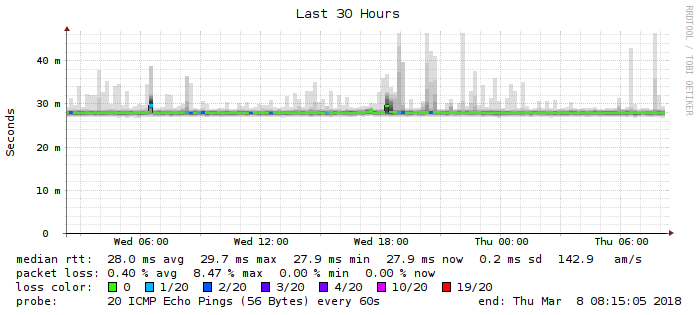 Last 30 Hours
RRDTOOL / TOBI OETIKER
Seconds
40 m
30 m
20 m
10 m
0
Wed 06:00 Wed 12:00 Wed 18:00 Thu 00:00 Thu 06:00
median rtt: 28.0 ms avg 29.7 ms max 27.9 ms min 27.9 ms now 0.2 ms sd 142.9 am/s
packet loss: 0.40 % avg 8.47 % max 0.00 % min 0.00 % now
loss color: 0 1/20 2/20 3/20 4/20 10/20 19/20
probe: 20 ICMP Echo Pings (56 Bytes) every 60s end: Thu Mar 8 08:15:05 2018